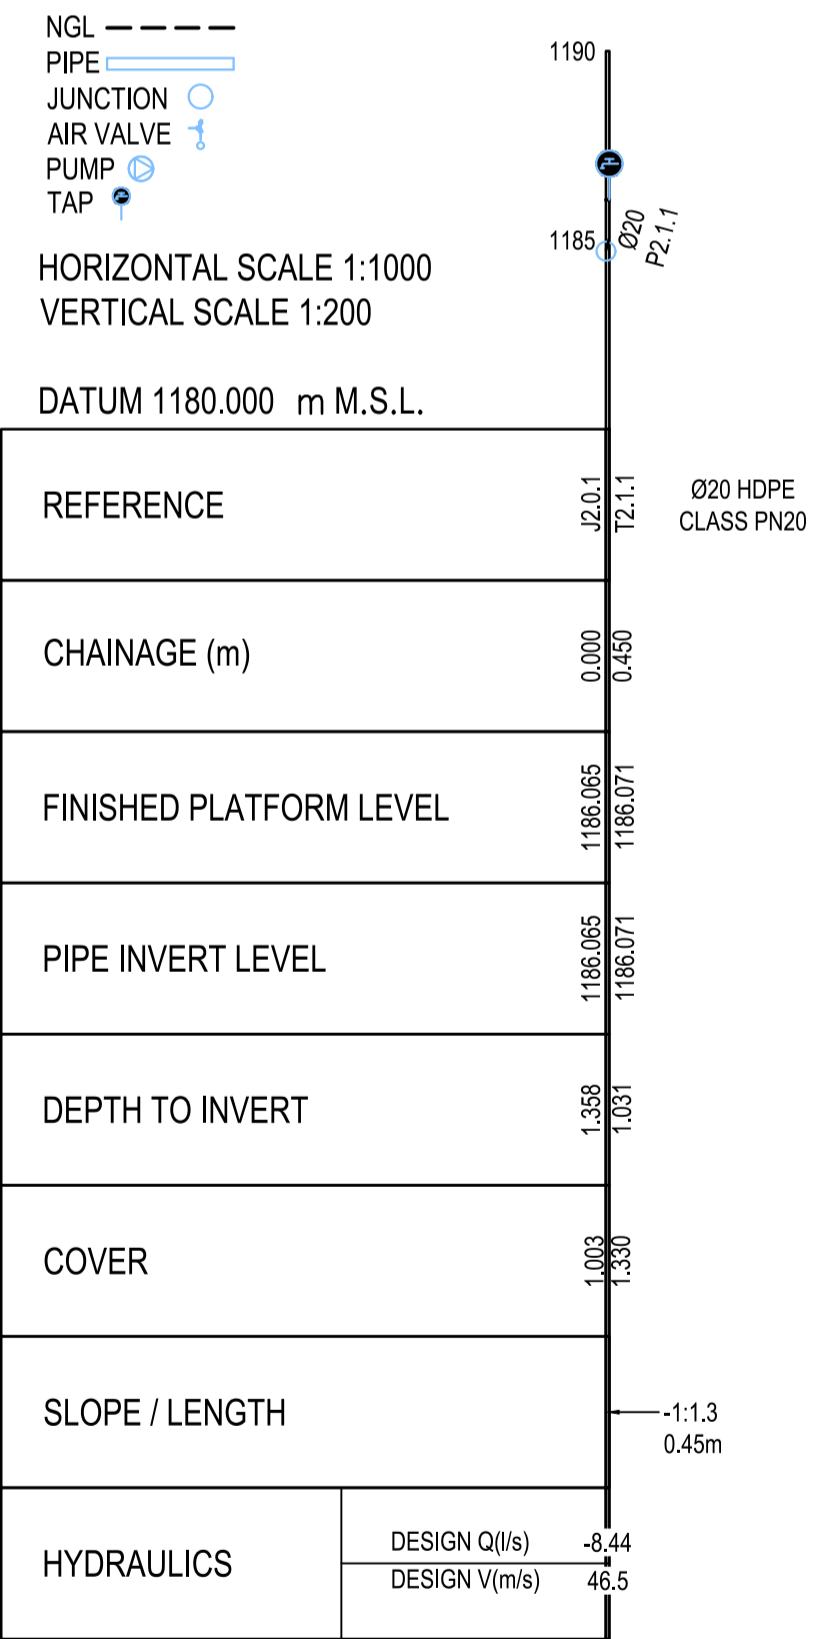 NGL
PIPE
JUNCTION
AIR VALVE
PUMP
TAP
HORIZONTAL SCALE 1:1000
VERTICAL SCALE 1:200
DATUM 1180.000 m M.S.L.
1190
1185
Ø20
P2.1.1
REFERENCE
J2.0.1
T2.1.1
Ø20 HDPE
CLASS PN20
CHAINAGE (m)
0.000
0.450
FINISHED PLATFORM LEVEL
1186.065
1186.071
PIPE INVERT LEVEL
1186.065
1186.071
DEPTH TO INVERT
1.358
1.031
COVER
1.003
1.330
SLOPE / LENGTH
-1:1.3
0.45m
HYDRAULICS
DESIGN Q(l/s)
-8.44
DESIGN V(m/s)
46.5